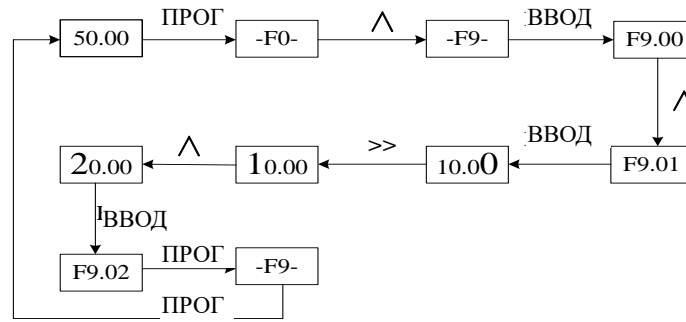 ПРОГ ∧ ВВОД
50.00 -F0- -F9- F9.00
∧
∧ >> ВВОД
20.00 10.00 10.00 F9.01
ВВОД
ПРОГ
F9.02 -F9-
ПРОГ